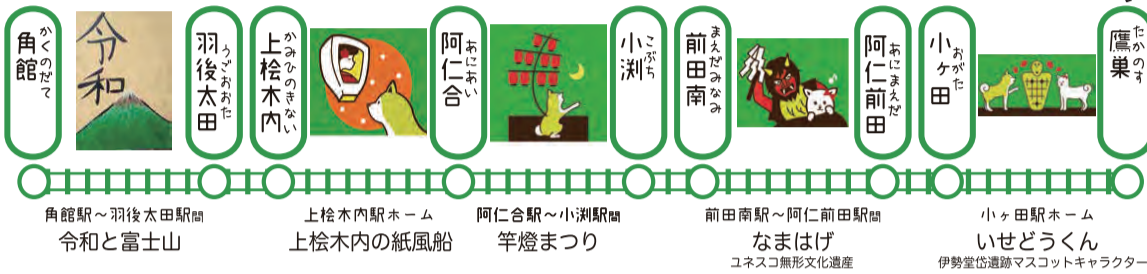 角館
かくのだて
令和
羽後太田
うごおおた
上桧木内
かみひのきない
阿仁合
あにあい
小渕
こぶち
前田南
まえだみなみ
阿仁前田
あにまえだ
小ヶ田
おがた
鷹巣
たかのす
角館駅〜羽後太田駅間
令和と富士山
上桧木内駅ホーム
上桧木内の紙風船
阿仁合駅〜小渕駅間
竿燈まつり
前田南駅〜阿仁前田駅間
なまはげ
ユネスコ無形文化遺産
小ヶ田駅ホーム
いせどうくん
伊勢堂岱遺跡マスコットキャラクター